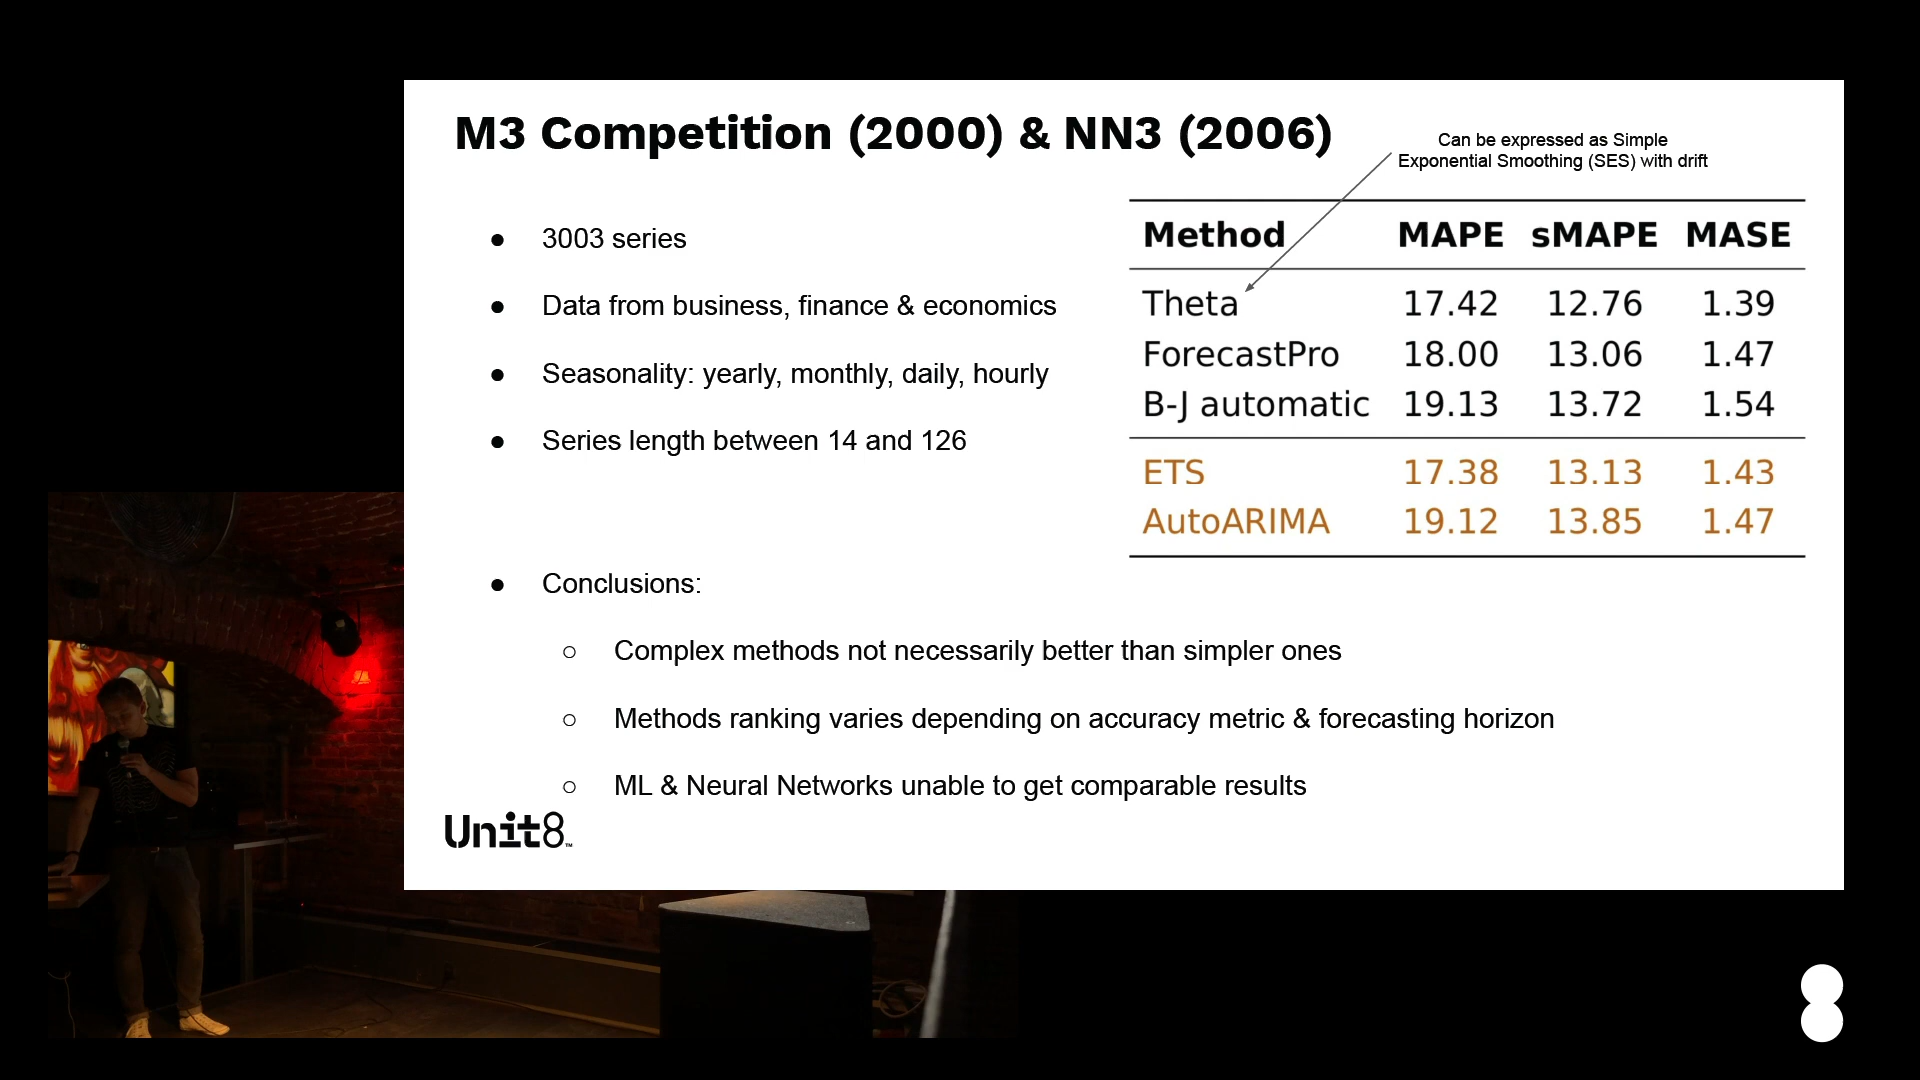 M3 Competition (2000) & NN3 (2006)
Can be expressed as Simple
Exponential Smoothing (SES) with drift
● 3003 series
● Data from business, finance & economics
● Seasonality: yearly, monthly, daily, hourly
● Series length between 14 and 126
Method MAPE sMAPE MASE
Theta 17.42 12.76 1.39
ForecastPro 18.00 13.06 1.47
B-J automatic 19.13 13.72 1.54
ETS 17.38 13.13 1.43
AutoARIMA 19.12 13.85 1.47
● Conclusions:
○ Complex methods not necessarily better than simpler ones
○ Methods ranking varies depending on accuracy metric & forecasting horizon
○ ML & Neural Networks unable to get comparable results
Unit8™